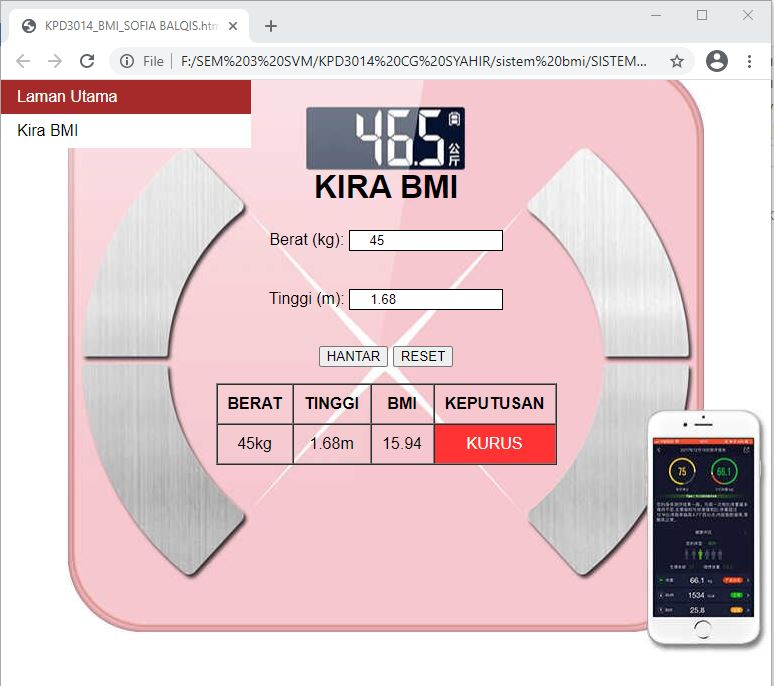 KPD3014_BMI_SOFIA BALQIS.htm
File | F:/SEM%203%20SVM/KPD3014%20CG%20SYAHIR/sistem%20bmi/SISTEM...
Laman Utama
Kira BMI
46.5
公斤
KIRA BMI
Berat (kg): 45
Tinggi (m): 1.68
HANTAR RESET
BERAT TINGGI BMI KEPUTUSAN
45kg 1.68m 15.94 KURUS
75 66.1
66.1 kg
1534 kcal
25.8